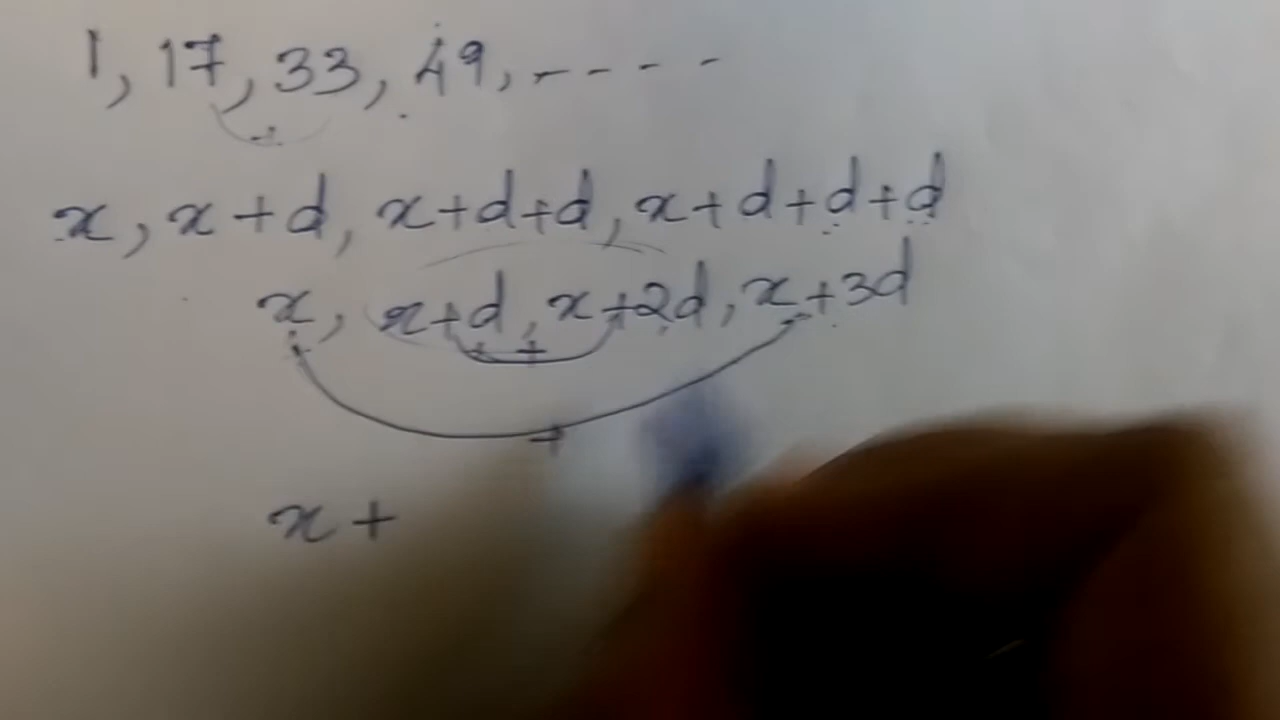 1, 17, 33, 49, - - - -
x, x+d, x+d+d, x+d+d+d
x, x+d, x+2d, x+3d
+
+
x+